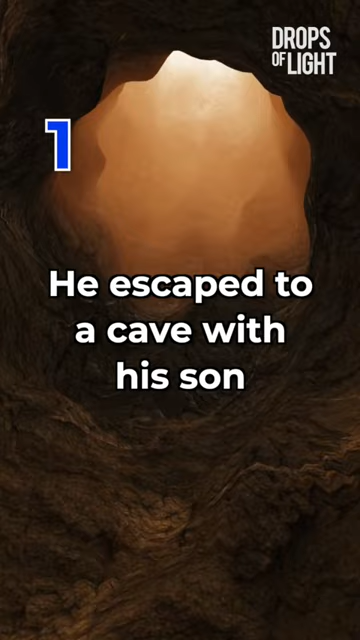 DROPS
OF LIGHT
1
He escaped to
a cave with
his son